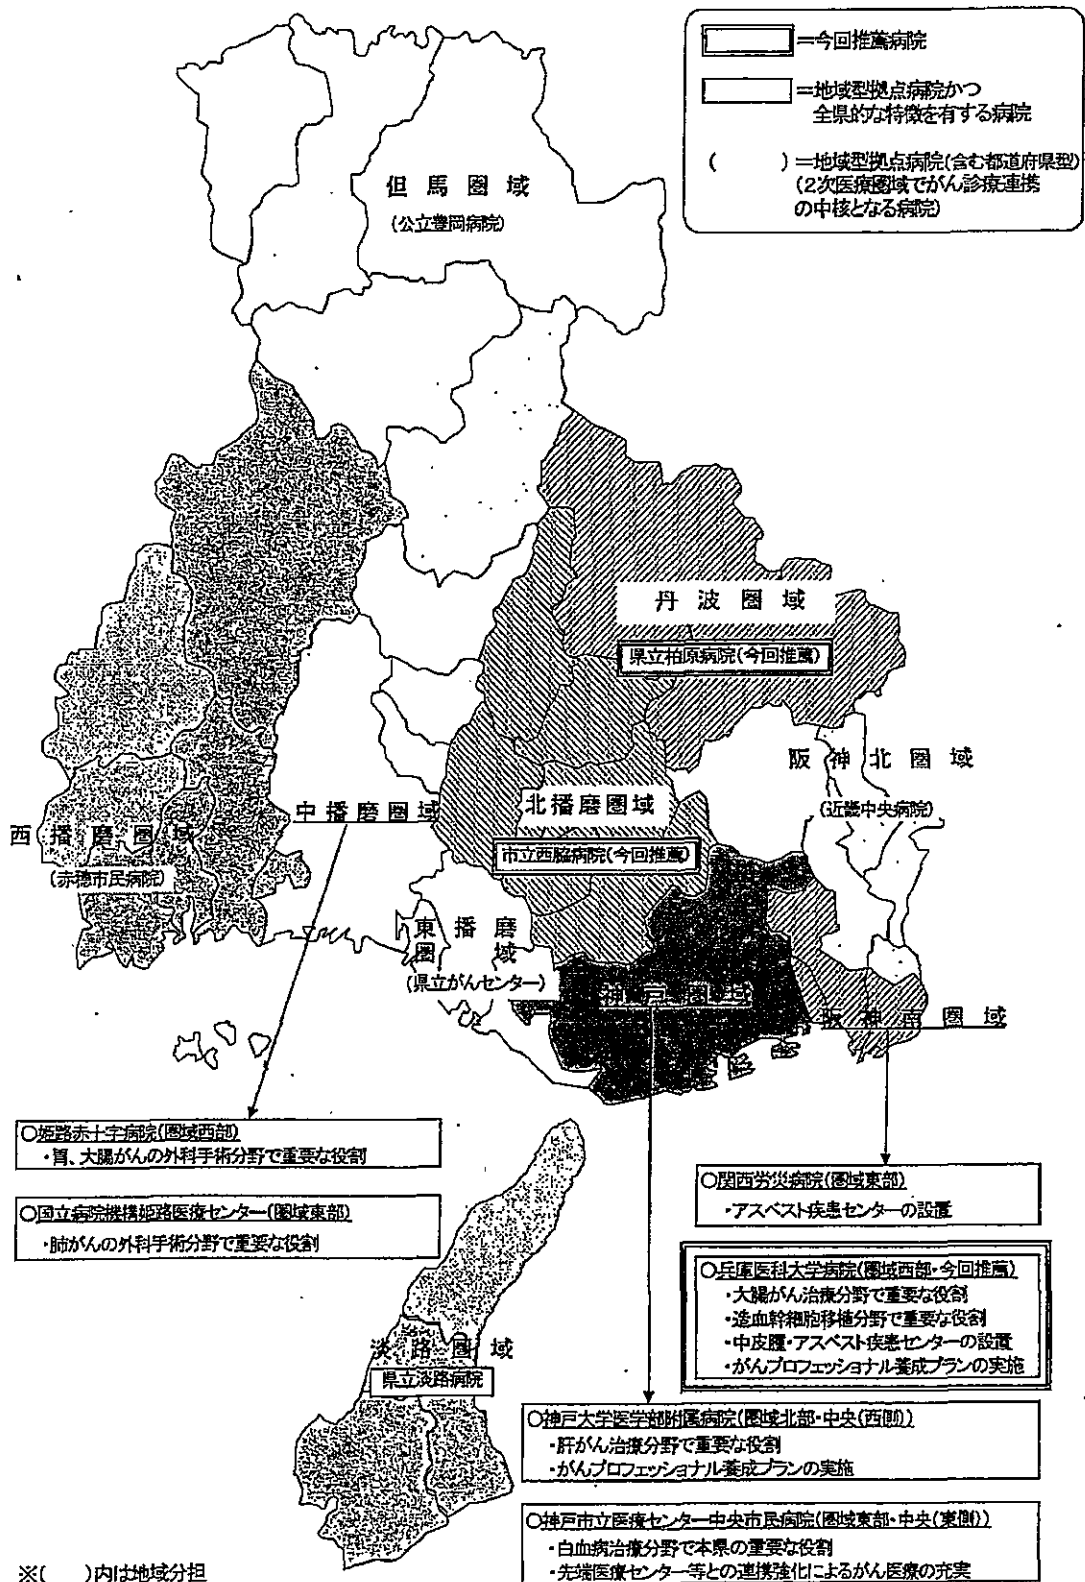 ＝今回推薦病院
＝地域型拠点病院かつ
全県的な特徴を有する病院
(　　　)＝地域型拠点病院(含む都道府県型)
(2次医療圏域でがん診療連携
の中核となる病院)
但馬圏域
(公立豊岡病院)
丹波圏域
県立柏原病院(今回推薦)
阪神北圏域
(近畿中央病院)
中播磨圏域
北播磨圏域
市立西脇病院(今回推薦)
西播磨圏域
(赤穂市民病院)
東播磨
圏域
(県立がんセンター)
神戸圏域
阪神南圏域
○姫路赤十字病院(圏域西部)
・胃、大腸がんの外科手術分野で重要な役割
○国立病院機構姫路医療センター(圏域東部)
・肺がんの外科手術分野で重要な役割
○関西労災病院(圏域東部)
・アスベスト疾患センターの設置
○兵庫医科大学病院(圏域西部・今回推薦)
・大腸がん治療分野で重要な役割
・造血幹細胞移植分野で重要な役割
・中皮腫・アスベスト疾患センターの設置
・がんプロフェッショナル養成プランの実施
淡路圏域
県立淡路病院
○神戸大学医学部附属病院(圏域北部・中央(西側))
・肝がん治療分野で重要な役割
・がんプロフェッショナル養成プランの実施
○神戸市立医療センター中央市民病院(圏域東部・中央(東側))
・白血病治療分野で本県の重要な役割
・先端医療センター等との連携強化によるがん医療の充実
※(　　)内は地域分担